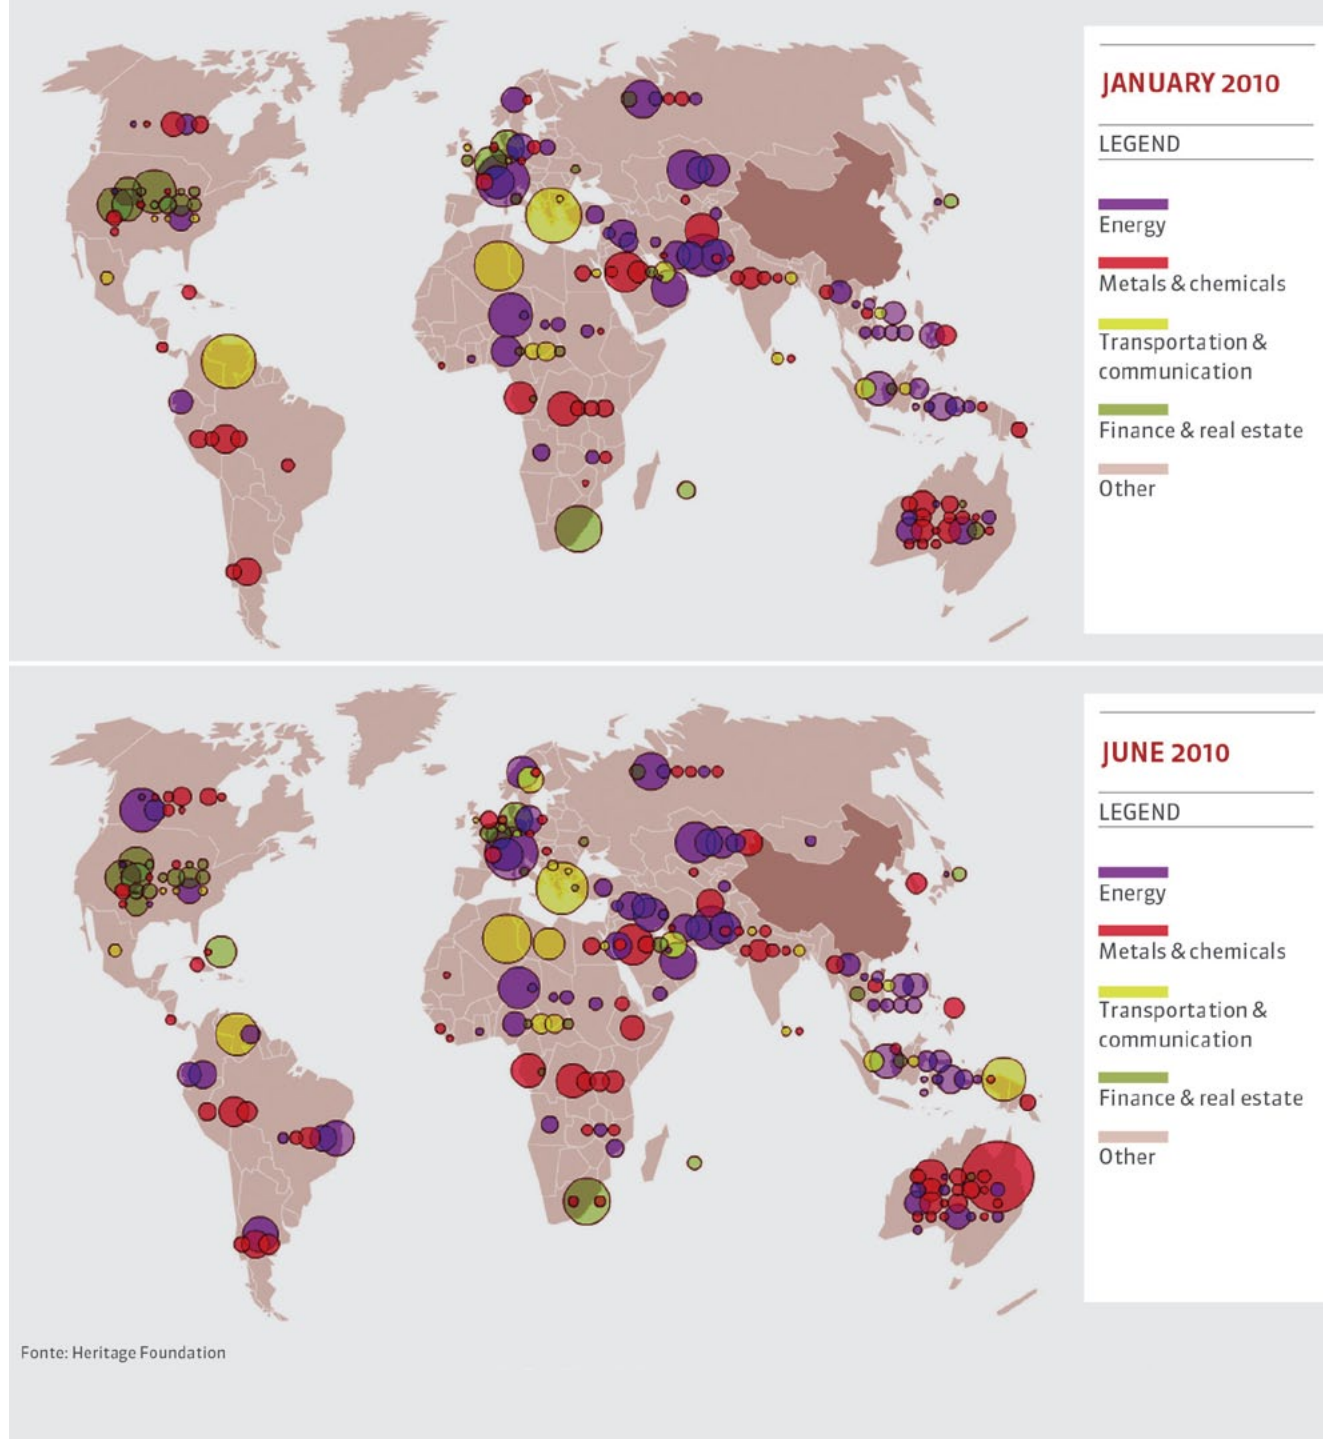 JANUARY 2010
LEGEND
Energy
Metals & chemicals
Transportation &
communication
Finance & real estate
Other
JUNE 2010
LEGEND
Energy
Metals & chemicals
Transportation &
communication
Finance & real estate
Other
Fonte: Heritage Foundation